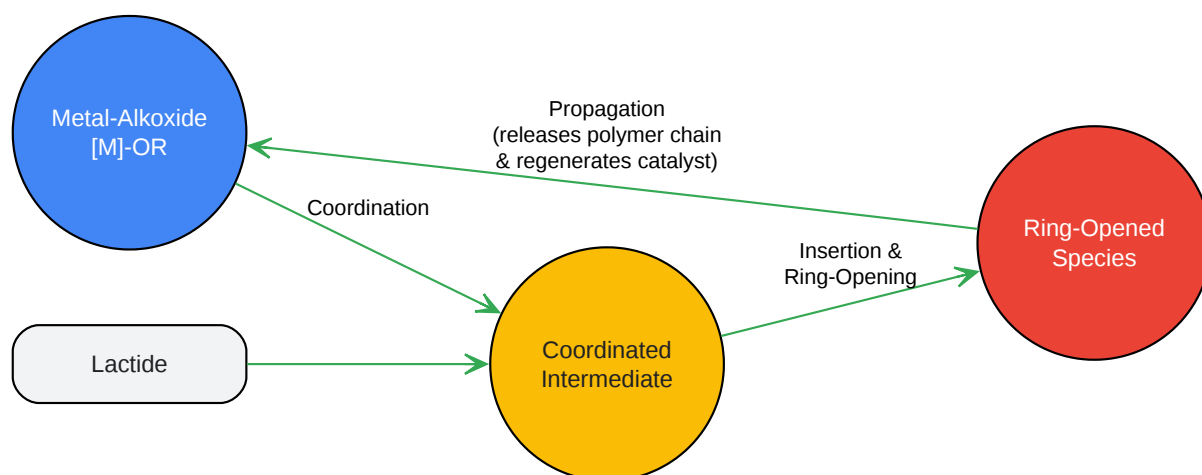 Metal-Alkoxide
[M]-OR
Propagation
(releases polymer chain
& regenerates catalyst)
Coordination
Ring-Opened
Species
Insertion &
Ring-Opening
Lactide
Coordinated
Intermediate